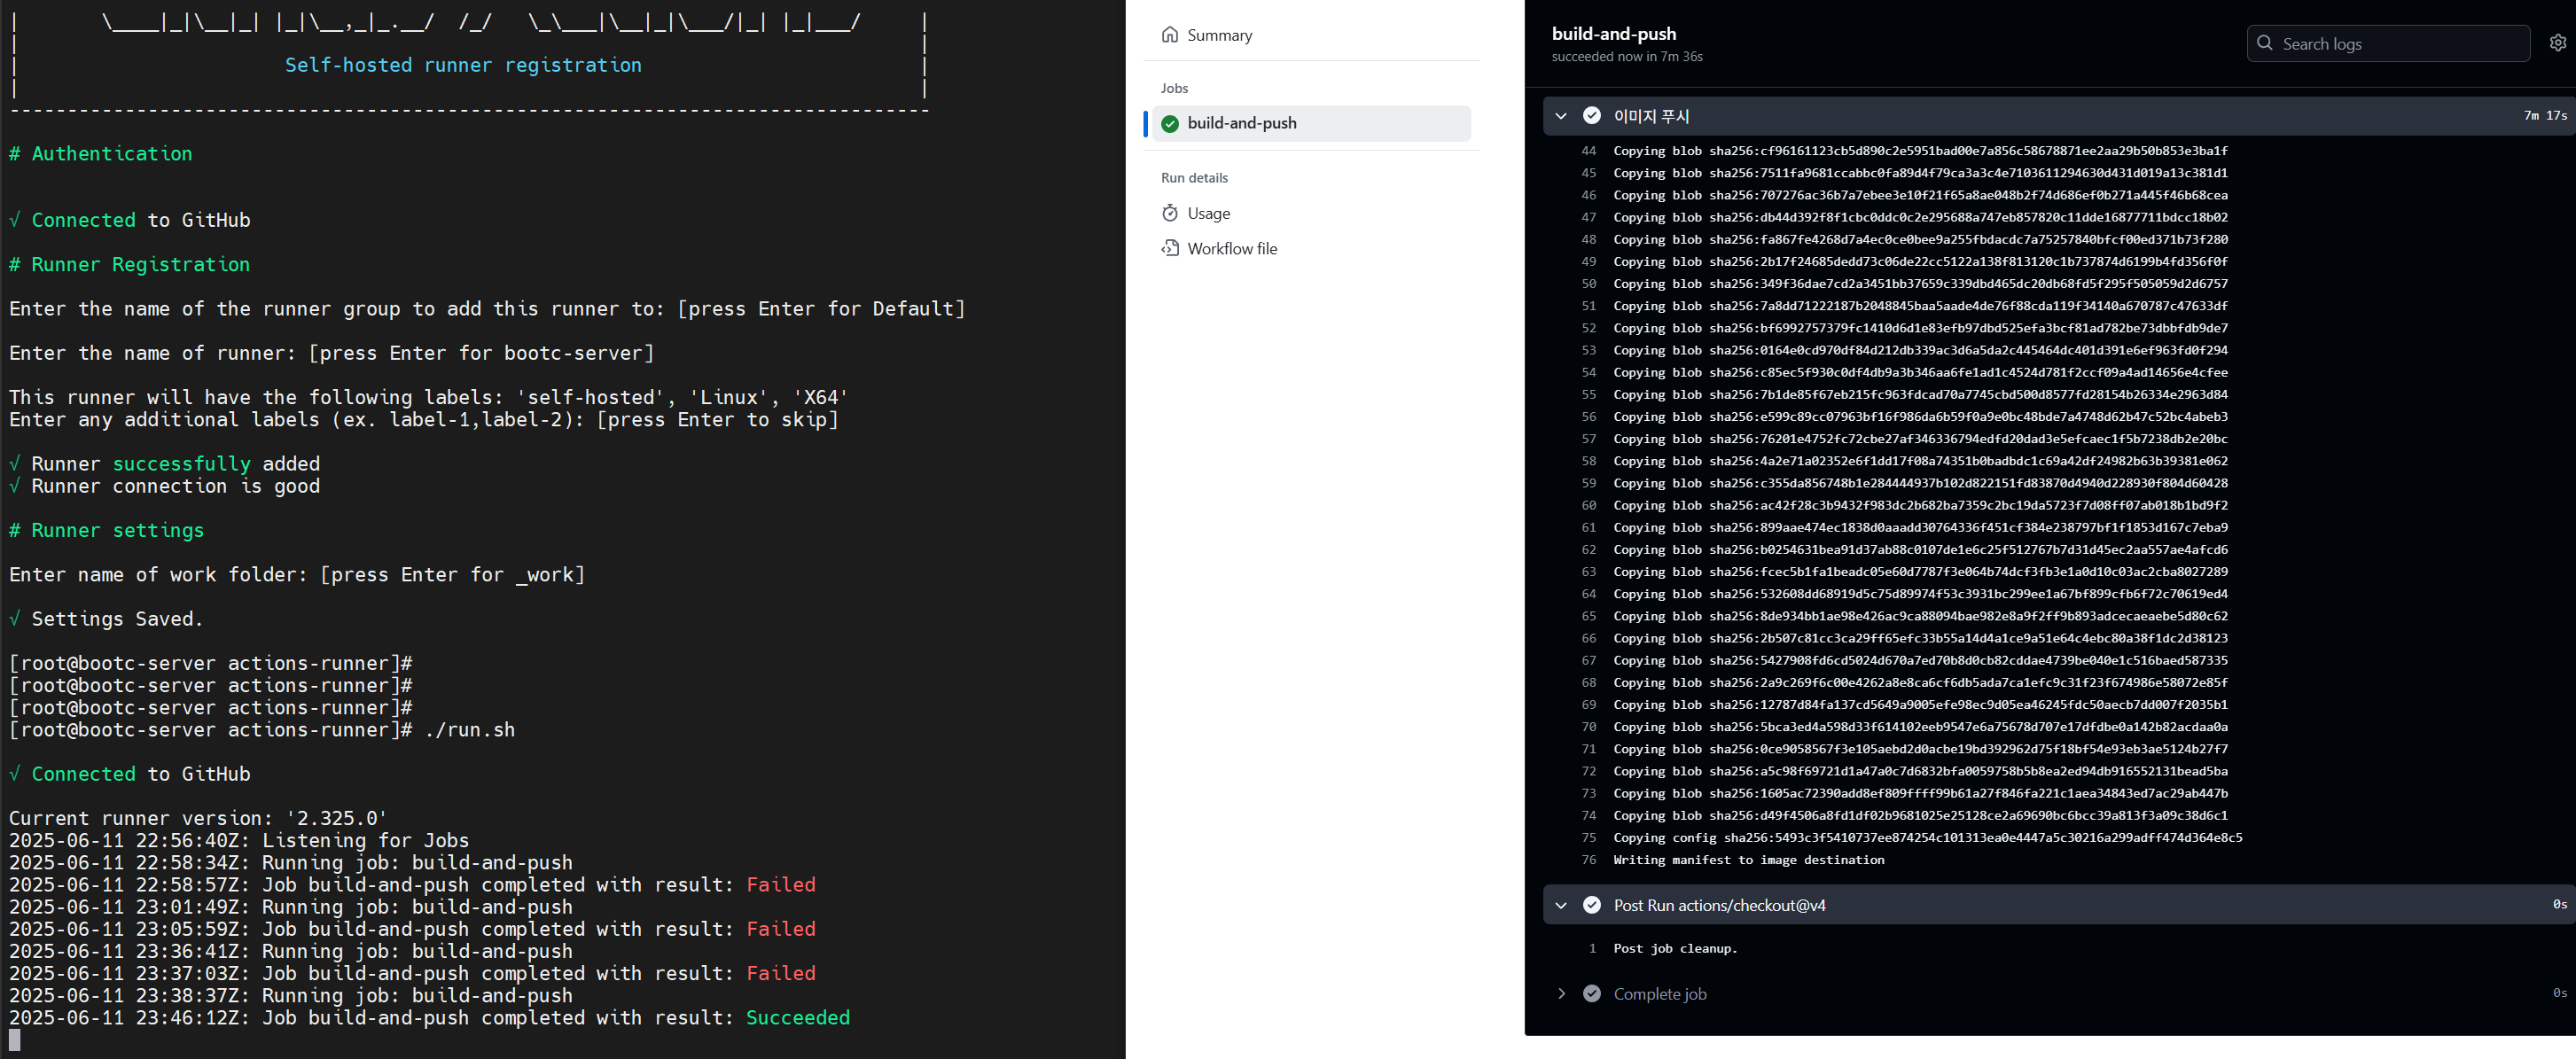 Self-hosted runner registration
# Authentication
√ Connected to GitHub
# Runner Registration
Enter the name of the runner group to add this runner to: [press Enter for Default]
Enter the name of runner: [press Enter for bootc-server]
This runner will have the following labels: 'self-hosted', 'Linux', 'X64'
Enter any additional labels (ex. label-1,label-2): [press Enter to skip]
√ Runner successfully added
√ Runner connection is good
# Runner settings
Enter name of work folder: [press Enter for _work]
√ Settings Saved.
[root@bootc-server actions-runner]#
[root@bootc-server actions-runner]#
[root@bootc-server actions-runner]#
[root@bootc-server actions-runner]# ./run.sh
√ Connected to GitHub
Current runner version: '2.325.0'
2025-06-11 22:56:40Z: Listening for Jobs
2025-06-11 22:58:34Z: Running job: build-and-push
2025-06-11 22:58:57Z: Job build-and-push completed with result: Failed
2025-06-11 23:01:49Z: Running job: build-and-push
2025-06-11 23:05:59Z: Job build-and-push completed with result: Failed
2025-06-11 23:36:41Z: Running job: build-and-push
2025-06-11 23:37:03Z: Job build-and-push completed with result: Failed
2025-06-11 23:38:37Z: Running job: build-and-push
2025-06-11 23:46:12Z: Job build-and-push completed with result: Succeeded
Summary
Jobs
build-and-push
Run details
Usage
Workflow file
build-and-push
succeeded now in 7m 36s
Search logs
이미지 푸시 7m 17s
44 Copying blob sha256:cf96161123cb5d890c2e5951bad00e7a856c58678871ee2aa29b50b853e3ba1f
45 Copying blob sha256:7511fa9681ccabbc0fa89d4f79ca3a3c4e7103611294630d431d019a13c381d1
46 Copying blob sha256:707276ac36b7a7ebee3e10f21f65a8ae048b2f74d686ef0b271a445f46b68cea
47 Copying blob sha256:db44d392f8f1cbc0ddc0c2e295688a747eb857820c11dde16877711bdcc18b02
48 Copying blob sha256:fa867fe4268d7a4ec0ce0bee9a255fbdacdc7a75257840bfcf00ed371b73f280
49 Copying blob sha256:2b17f24685dedd73c06de22cc5122a138f813120c1b737874d6199b4fd356f0f
50 Copying blob sha256:349f36dae7cd2a3451bb37659c339dbd465dc20db68fd5f295f505059d2d6757
51 Copying blob sha256:7a8dd71222187b2048845baa5aade4de76f88cda119f34140a670787c47633df
52 Copying blob sha256:bf6992757379fc1410d6d1e83efb97dbd525efa3bcf81ad782be73dbbfdb9de7
53 Copying blob sha256:0164e0cd970df84d212db339ac3d6a5da2c445464dc401d391e6ef963fd0f294
54 Copying blob sha256:c85ec5f930c0df4db9a3b346aa6fe1ad1c4524d781f2ccf09a4ad14656e4cfee
55 Copying blob sha256:7b1de85f67eb215fc963fdcad70a7745cbd500d8577fd28154b26334e2963d84
56 Copying blob sha256:e599c89cc07963bf16f986da6b59f0a9e0bc48bde7a4748d62b47c52bc4abeb3
57 Copying blob sha256:76201e4752fc72cbe27af346336794edfd20dad3e5efcaec1f5b7238db2e20bc
58 Copying blob sha256:4a2e71a02352e6f1dd17f08a74351b0badbdc1c69a42df24982b63b39381e062
59 Copying blob sha256:c355da856748b1e284444937b102d822151fd83870d4940d228930f804d60428
60 Copying blob sha256:ac42f28c3b9432f983dc2b682ba7359c2bc19da5723f7d08ff07ab018b1bd9f2
61 Copying blob sha256:899aae474ec1838d0aaadd30764336f451cf384e238797bf1f1853d167c7eba9
62 Copying blob sha256:b0254631bea91d37ab88c0107de1e6c25f512767b7d31d45ec2aa557ae4afcd6
63 Copying blob sha256:fcec5b1fa1beadc05e60d7787f3e064b74dcf3fb3e1a0d10c03ac2cba8027289
64 Copying blob sha256:532608dd68919d5c75d89974f53c3931bc299ee1a67bf899cfb6f72c70619ed4
65 Copying blob sha256:8de934bb1ae98e426ac9ca88094bae982e8a9f2ff9b893adcecaeaebe5d80c62
66 Copying blob sha256:2b507c81cc3ca29ff65efc33b55a14d4a1ce9a51e64c4ebc80a38f1dc2d38123
67 Copying blob sha256:5427908fd6cd5024d670a7ed70b8d0cb82cddae4739be040e1c516baed587335
68 Copying blob sha256:2a9c269f6c00e4262a8e8ca6cf6db5ada7ca1efc9c31f23f674986e58072e85f
69 Copying blob sha256:12787d84fa137cd5649a9005efe98ec9d05ea46245fdc50aecb7dd007f2035b1
70 Copying blob sha256:5bca3ed4a598d33f614102eeb9547e6a75678d707e17dfdbe0a142b82acdaa0a
71 Copying blob sha256:0ce9058567f3e105aebd2d0acbe19bd392962d75f18bf54e93eb3ae5124b27f7
72 Copying blob sha256:a5c98f69721d1a47a0c7d6832bfa0059758b5b8ea2ed94db916552131bead5ba
73 Copying blob sha256:1605ac72390add8ef809ffff99b61a27f846fa221c1aea34843ed7ac29ab447b
74 Copying blob sha256:d49f4506a8fd1df02b9681025e25128ce2a69690bc6bcc39a813f3a09c38d6c1
75 Copying config sha256:5493c3f5410737ee874254c101313ea0e4447a5c30216a299adff474d364e8c5
76 Writing manifest to image destination
Post Run actions/checkout@v4 0s
1 Post job cleanup.
Complete job 0s